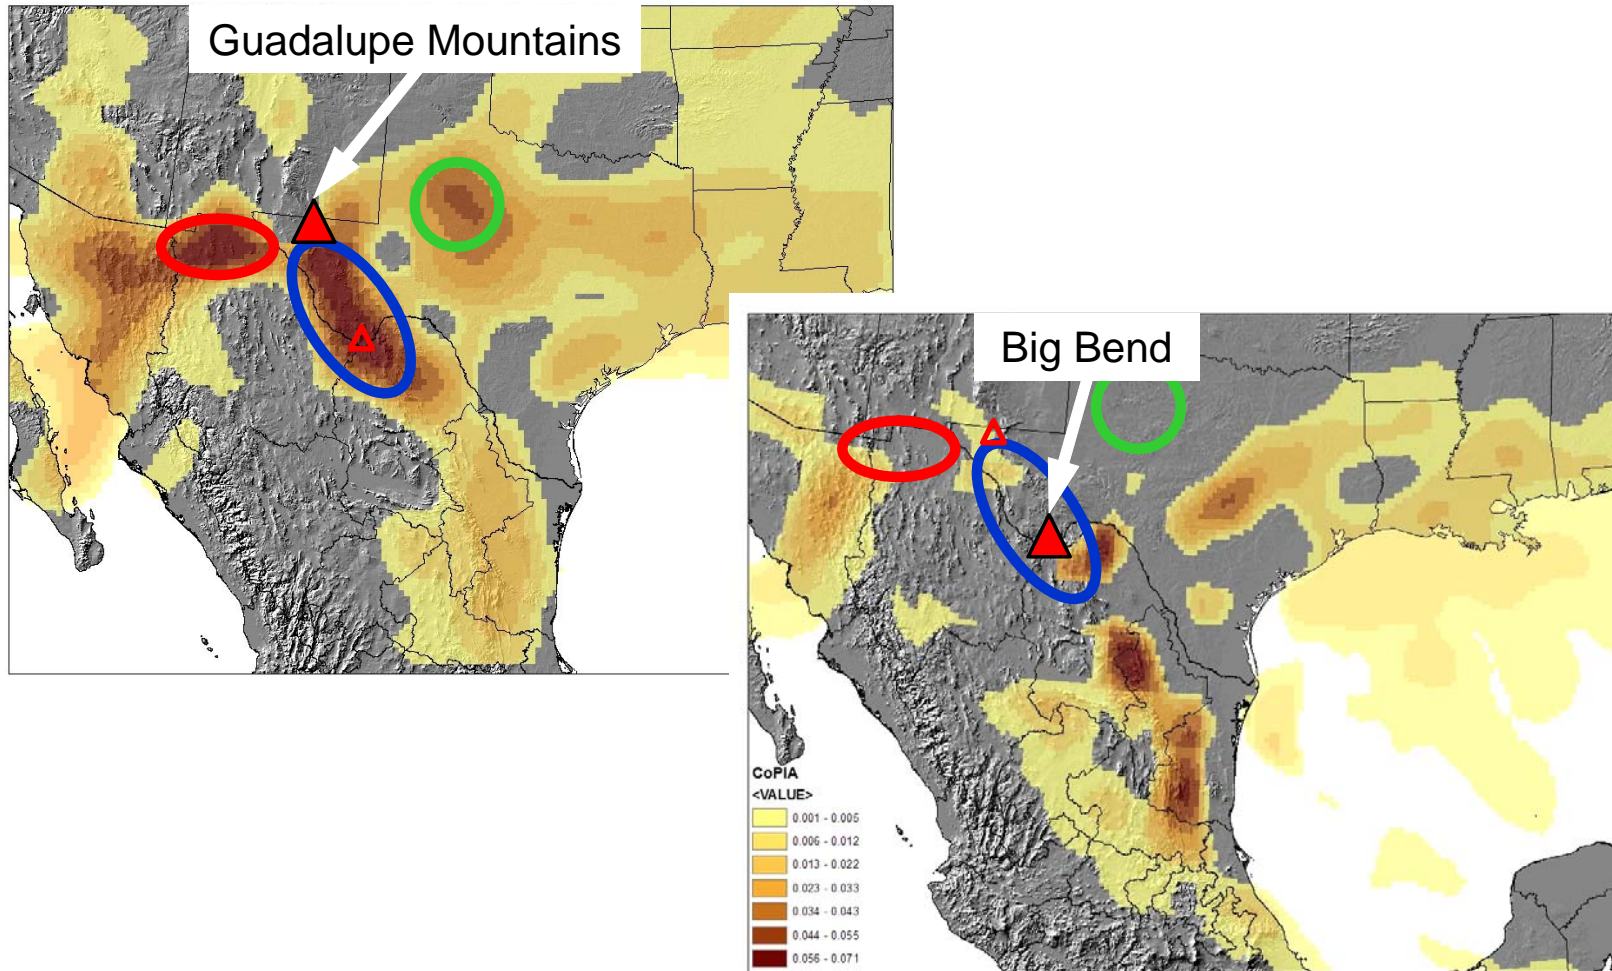 Guadalupe Mountains
Big Bend
CoPIA
<VALUE>
0.001 - 0.005
0.006 - 0.012
0.013 - 0.022
0.023 - 0.033
0.034 - 0.043
0.044 - 0.055
0.056 - 0.071